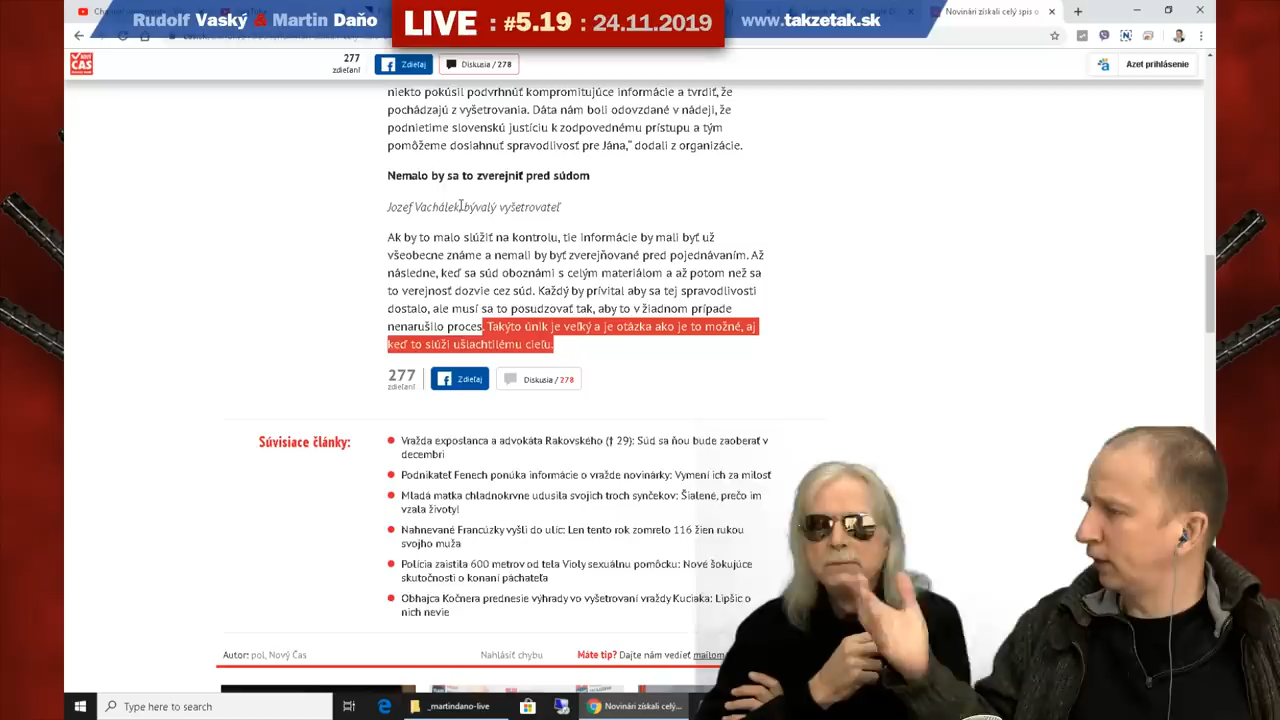 Rudolf Vaský & Martin Daňo
LIVE : #5.19 : 24.11.2019
www.takzetak.sk
Novinári získali celý spis o
NOVÝ ČAS
277
zdieľaní
Zdieľaj
Diskusia / 278
Azet prihlásenie
niekto pokúsil podvrhnúť kompromitujúce informácie a tvrdiť, že
pochádzajú z vyšetrovania. Dáta nám boli odovzdané v nádeji, že
podnietime slovenskú justíciu k zodpovednému prístupu a tým
pomôžeme dosiahnuť spravodlivosť pre Jána,“ dodali z organizácie.
Nemalo by sa to zverejniť pred súdom
Jozef Vachálek, bývalý vyšetrovateľ
Ak by to malo slúžiť na kontrolu, tie informácie by mali byť už
všeobecne známe a nemali by byť zverejňované pred pojednávaním. Až
následne, keď sa súd oboznámi s celým materiálom a až potom než sa
to verejnosť dozvie cez súd. Každý by privítal aby sa tej spravodlivosti
dostalo, ale musí sa to posudzovať tak, aby to v žiadnom prípade
nenarušilo proces. Takýto únik je veľký a je otázka ako je to možné, aj
keď to slúži ušľachtilému cieľu.
277
zdieľaní
Zdieľaj
Diskusia / 278
Súvisiace články:
Vražda exposlanca a advokáta Rakovského († 29): Súd sa ňou bude zaoberať v
decembri
Podnikateľ Fenech ponúka informácie o vražde novinárky: Vymení ich za milosť
Mladá matka chladnokrvne udusila svojich troch synčekov: Šialené, prečo im
vzala životy!
Nahnevané Francúzky vyšli do ulíc: Len tento rok zomrelo 116 žien rukou
svojho muža
Polícia zaistila 600 metrov od tela Violy sexuálnu pomôcku: Nové šokujúce
skutočnosti o konaní páchateľa
Obhajca Kočnera prednesie výhrady vo vyšetrovaní vraždy Kuciaka: Lipšic o
nich nevie
Autor: pol, Nový Čas
Nahlásiť chybu
Máte tip? Dajte nám vedieť mailom
Type here to search
_martindano-live
Novinári získali celý...